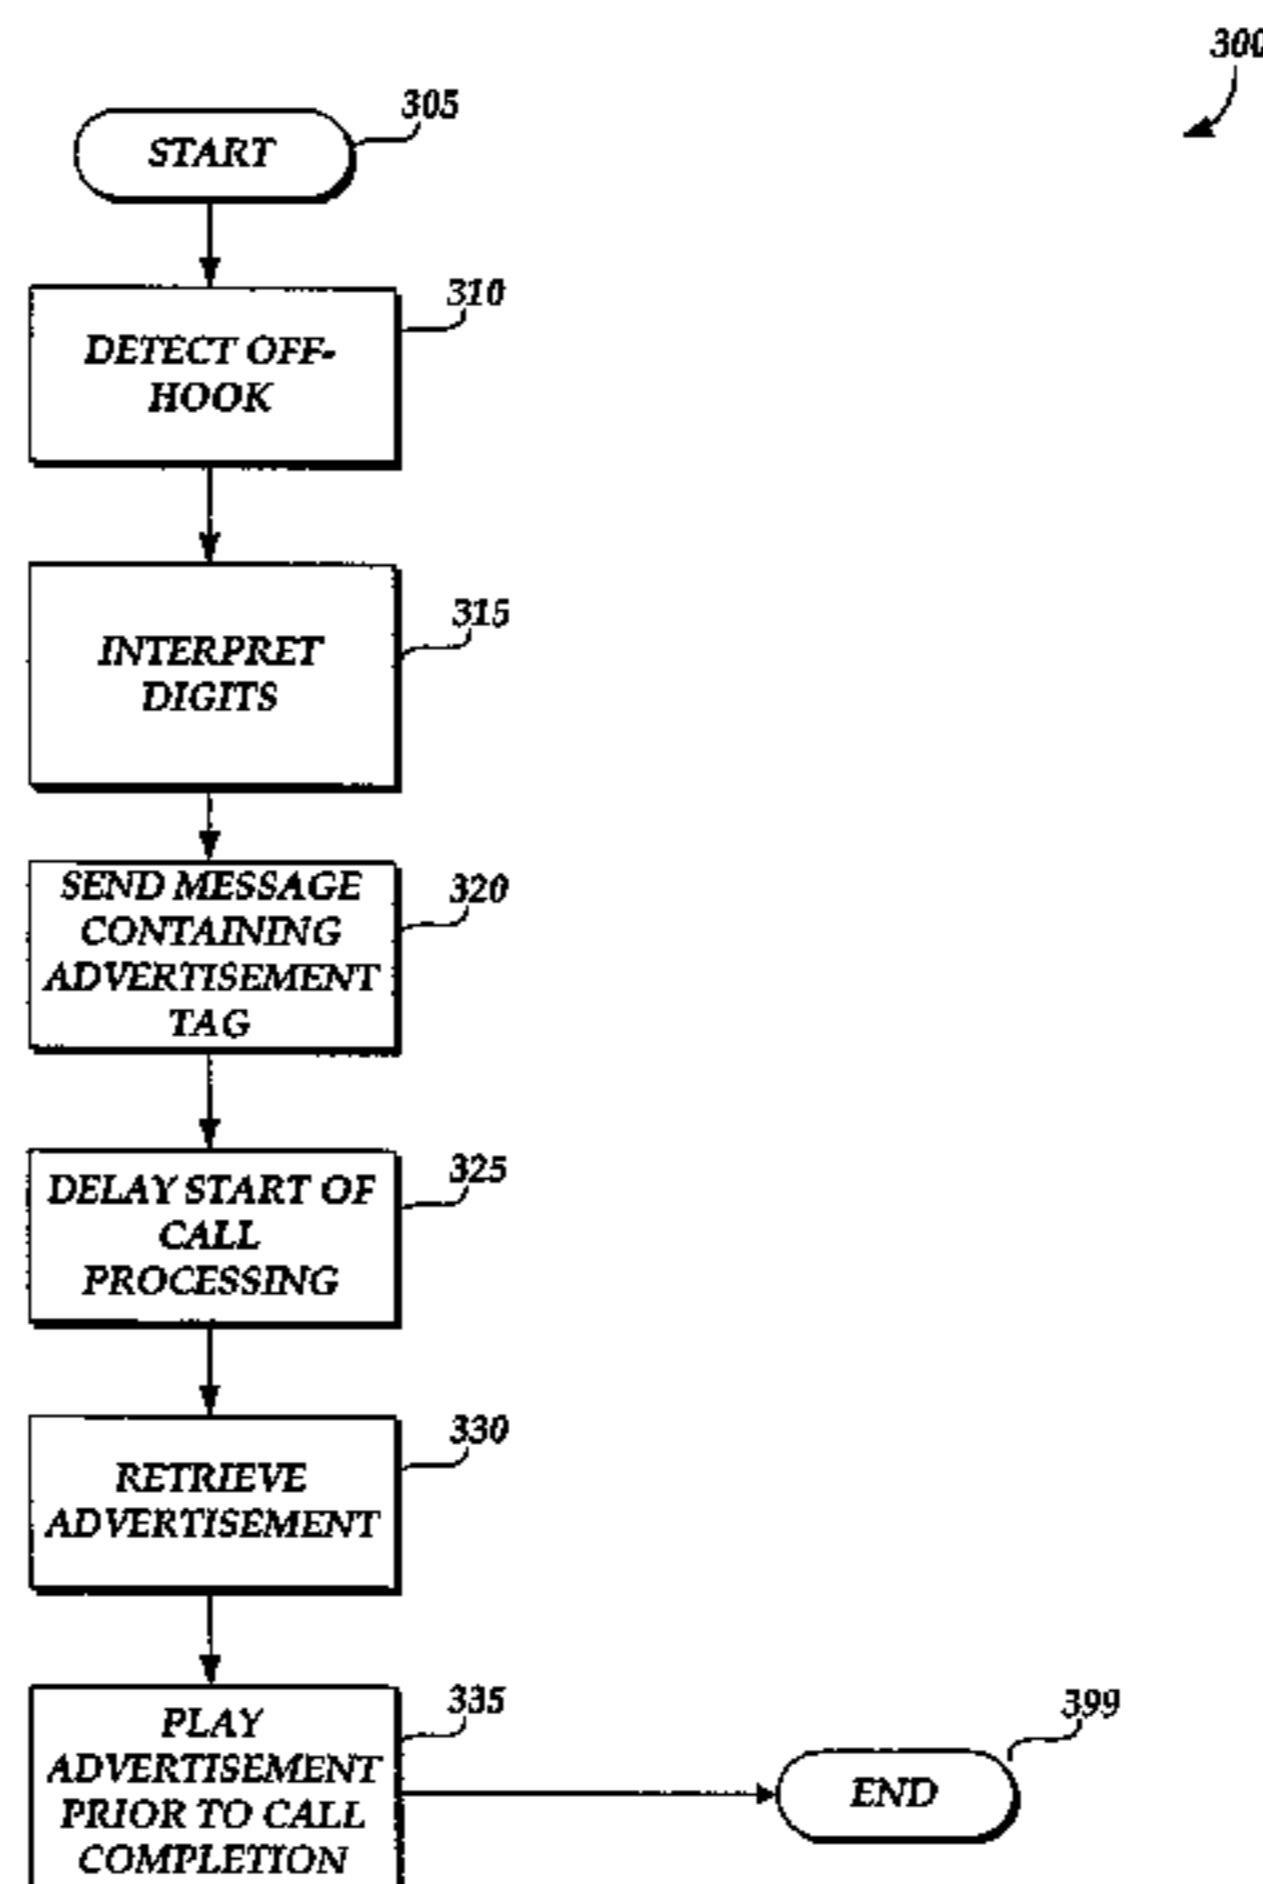 300
305
START
310
DETECT OFF-
HOOK
315
INTERPRET
DIGITS
320
SEND MESSAGE
CONTAINING
ADVERTISEMENT
TAG
325
DELAY START OF
CALL
PROCESSING
330
RETRIEVE
ADVERTISEMENT
335
PLAY
ADVERTISEMENT
PRIOR TO CALL
COMPLETION
399
END